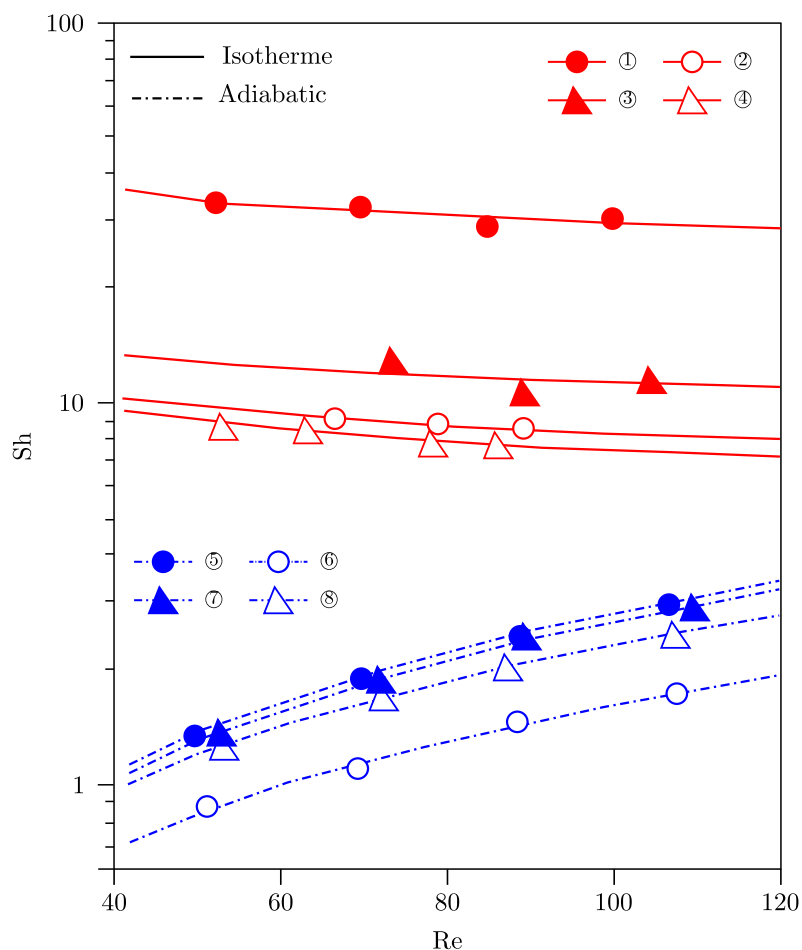 100
Isotherme
Adiabatic
① ②
③ ④
10
Sh
⑤ ⑥
⑦ ⑧
1
40 60 80 100 120
Re